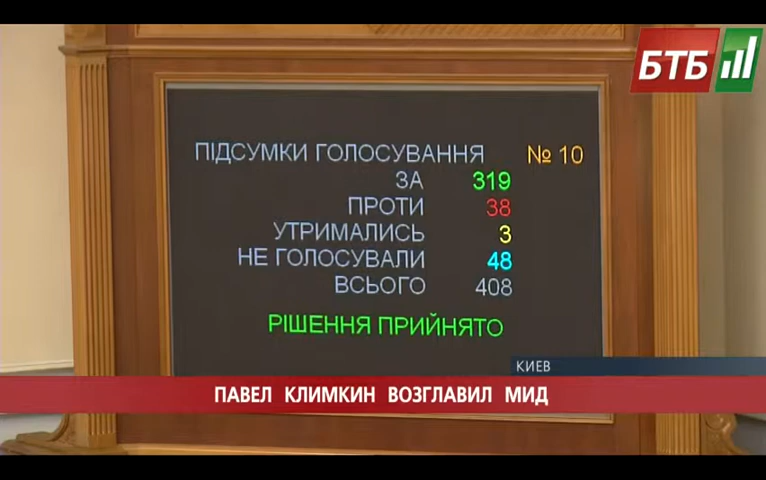 БТБ
ПІДСУМКИ ГОЛОСУВАННЯ № 10
ЗА 319
ПРОТИ 38
УТРИМАЛИСЬ 3
НЕ ГОЛОСУВАЛИ 48
ВСЬОГО 408
РІШЕННЯ ПРИЙНЯТО
КИЕВ
ПАВЕЛ КЛИМКИН ВОЗГЛАВИЛ МИД